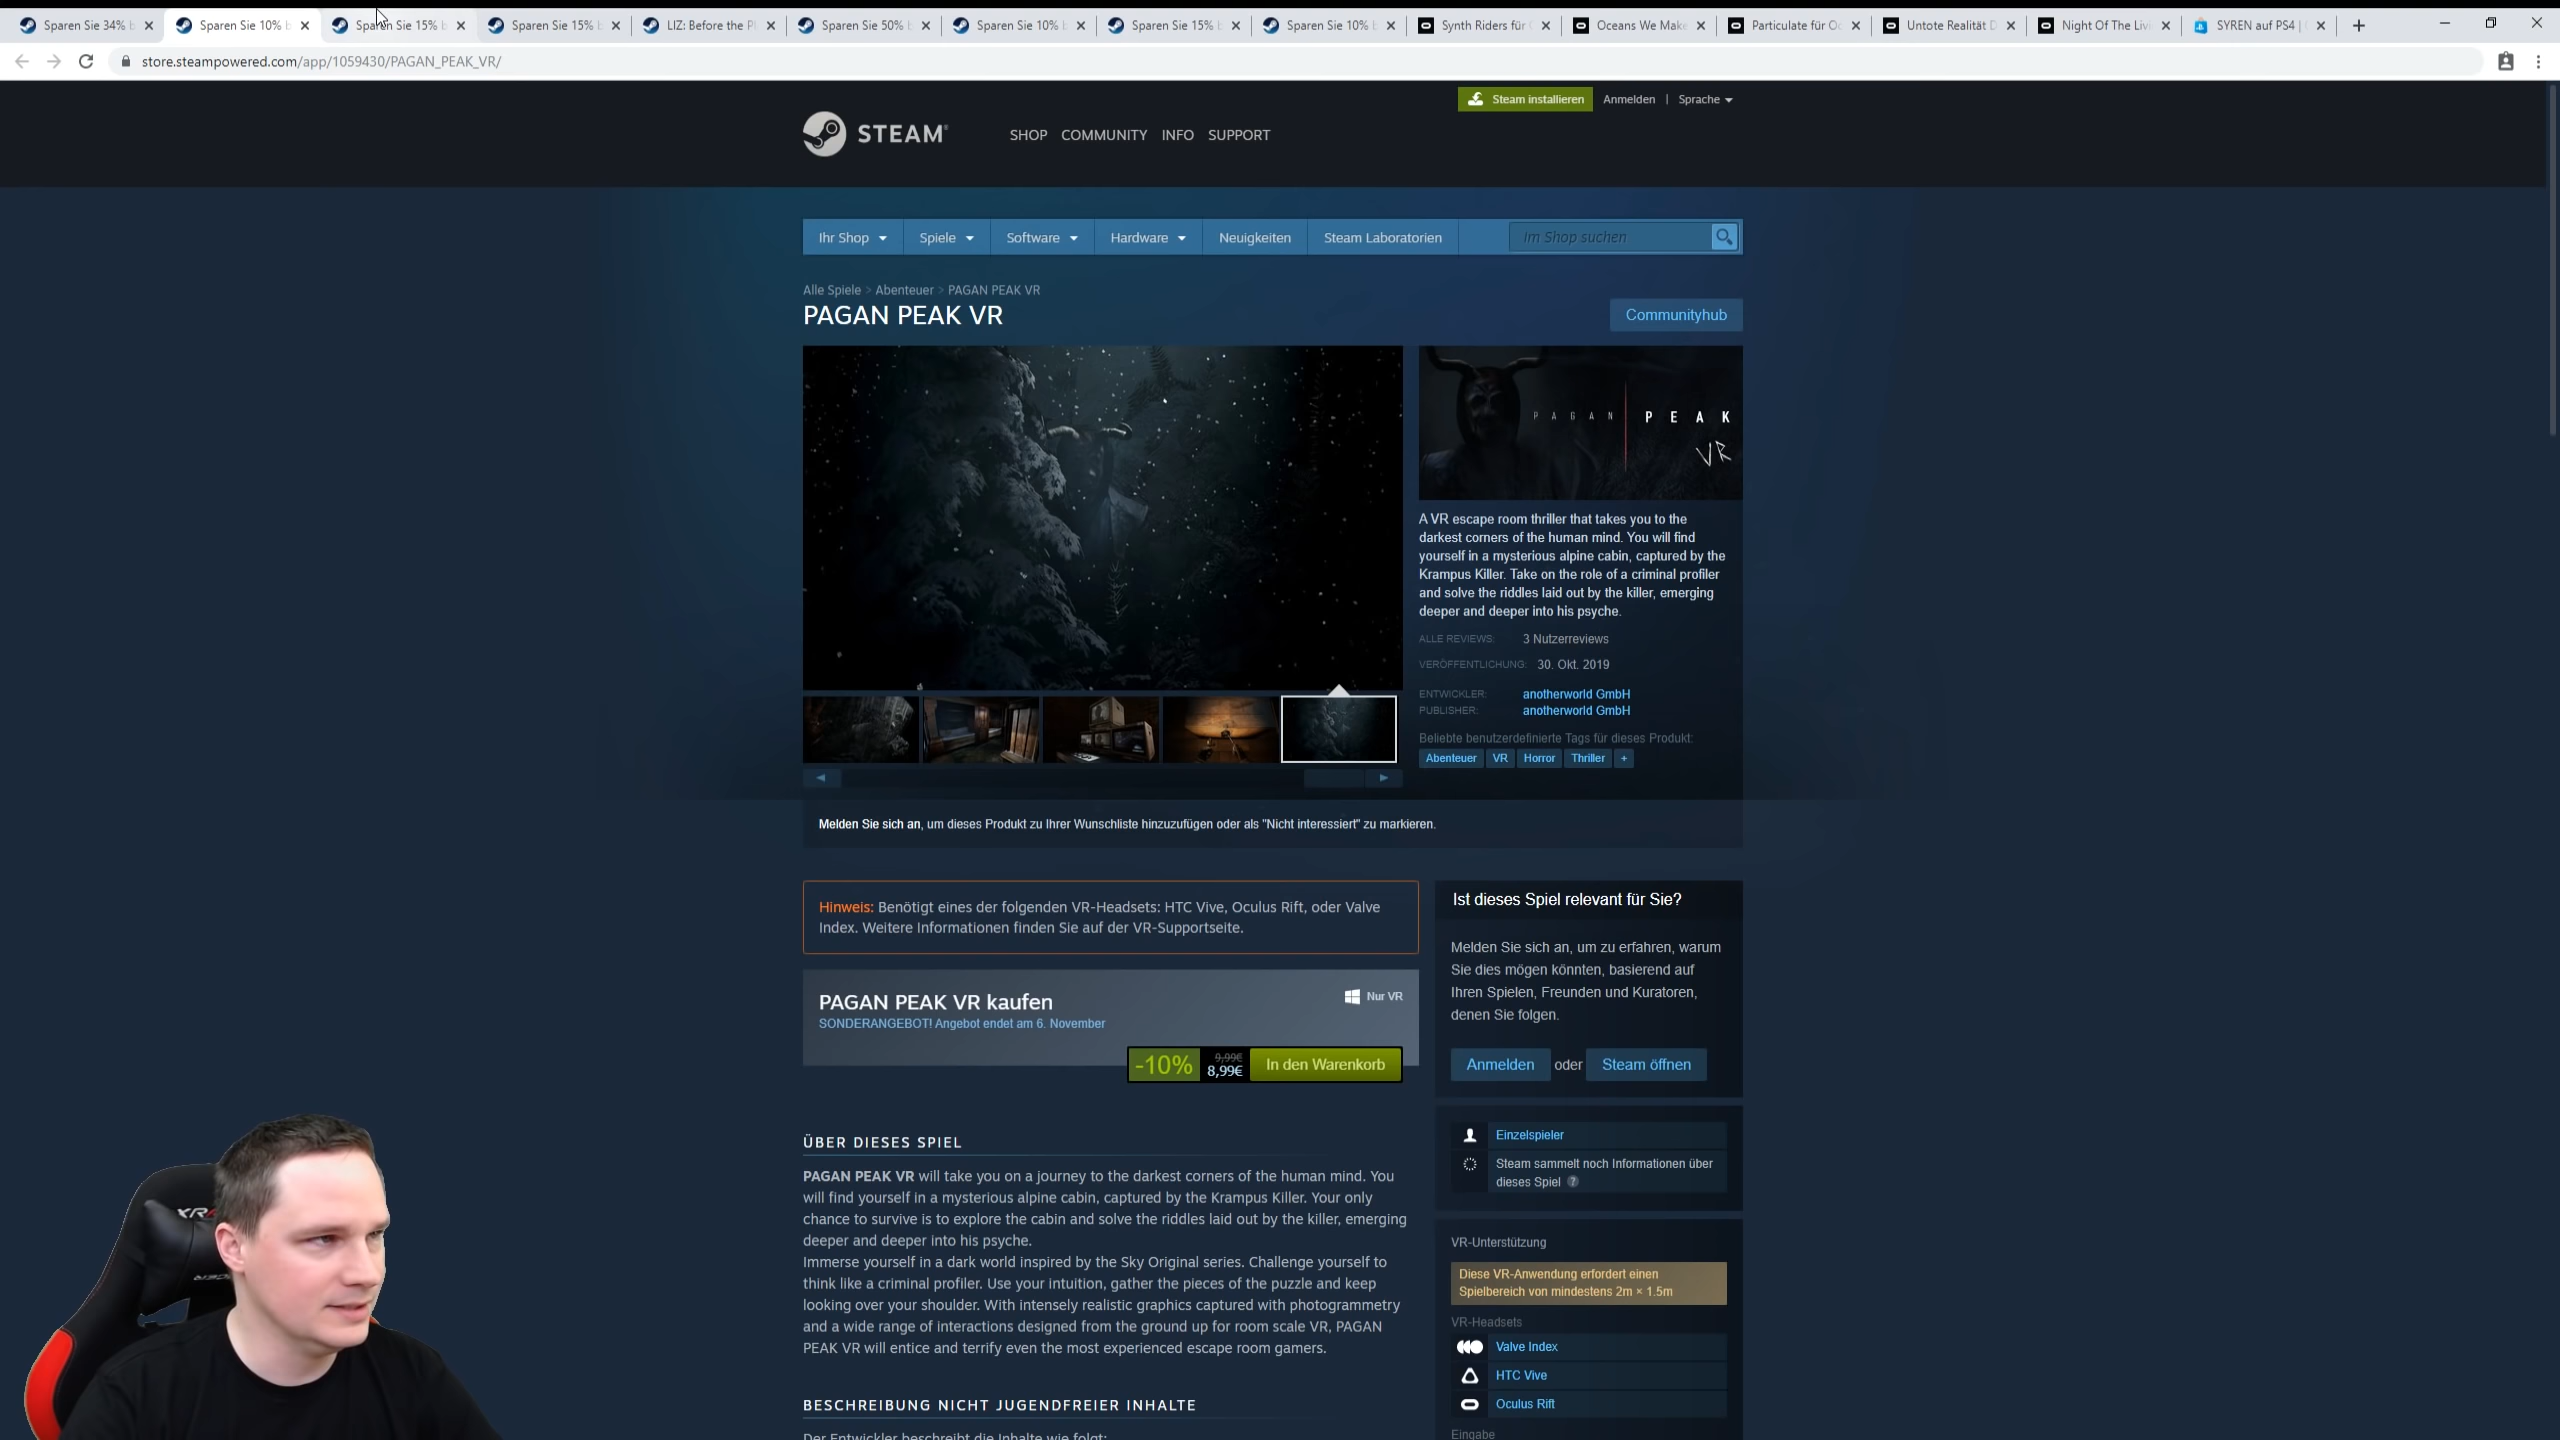 Sparen Sie 34% b
Sparen Sie 10% b
Sparen Sie 15% b
Sparen Sie 15% b
LIZ: Before the Pl
Sparen Sie 50% b
Sparen Sie 10% b
Sparen Sie 15% b
Sparen Sie 10% b
Synth Riders für
Oceans We Make
Particulate für Oc
Untote Realität D
Night Of The Livi
SYREN auf PS4 |
store.steampowered.com/app/1059430/PAGAN_PEAK_VR/
Steam installieren
Anmelden | Sprache
STEAM
SHOP COMMUNITY INFO SUPPORT
Ihr Shop Spiele Software Hardware Neuigkeiten Steam Laboratorien Im Shop suchen
Alle Spiele > Abenteuer > PAGAN PEAK VR
PAGAN PEAK VR
Communityhub
PAGAN PEAK
VR
A VR escape room thriller that takes you to the
darkest corners of the human mind. You will find
yourself in a mysterious alpine cabin, captured by the
Krampus Killer. Take on the role of a criminal profiler
and solve the riddles laid out by the killer, emerging
deeper and deeper into his psyche.
ALLE REVIEWS: 3 Nutzerreviews
VERÖFFENTLICHUNG: 30. Okt. 2019
ENTWICKLER: anotherworld GmbH
PUBLISHER: anotherworld GmbH
Beliebte benutzerdefinierte Tags für dieses Produkt:
Abenteuer VR Horror Thriller +
Melden Sie sich an, um dieses Produkt zu Ihrer Wunschliste hinzuzufügen oder als "Nicht interessiert" zu markieren.
Hinweis: Benötigt eines der folgenden VR-Headsets: HTC Vive, Oculus Rift, oder Valve
Index. Weitere Informationen finden Sie auf der VR-Supportseite.
PAGAN PEAK VR kaufen
Nur VR
SONDERANGEBOT! Angebot endet am 6. November
-10% 9,99€
8,99€
In den Warenkorb
ÜBER DIESES SPIEL
PAGAN PEAK VR will take you on a journey to the darkest corners of the human mind. You
will find yourself in a mysterious alpine cabin, captured by the Krampus Killer. Your only
chance to survive is to explore the cabin and solve the riddles laid out by the killer, emerging
deeper and deeper into his psyche.
Immerse yourself in a dark world inspired by the Sky Original series. Challenge yourself to
think like a criminal profiler. Use your intuition, gather the pieces of the puzzle and keep
looking over your shoulder. With intensely realistic graphics captured with photogrammetry
and a wide range of interactions designed from the ground up for room scale VR, PAGAN
PEAK VR will entice and terrify even the most experienced escape room gamers.
BESCHREIBUNG NICHT JUGENDFREIER INHALTE
Der Entwickler beschreibt die Inhalte wie folgt:
Ist dieses Spiel relevant für Sie?
Melden Sie sich an, um zu erfahren, warum
Sie dies mögen könnten, basierend auf
Ihren Spielen, Freunden und Kuratoren,
denen Sie folgen.
Anmelden oder Steam öffnen
Einzelspieler
Steam sammelt noch Informationen über
dieses Spiel ?
VR-Unterstützung
Diese VR-Anwendung erfordert einen
Spielbereich von mindestens 2m × 1.5m
VR-Headsets
Valve Index
HTC Vive
Oculus Rift
Eingabe